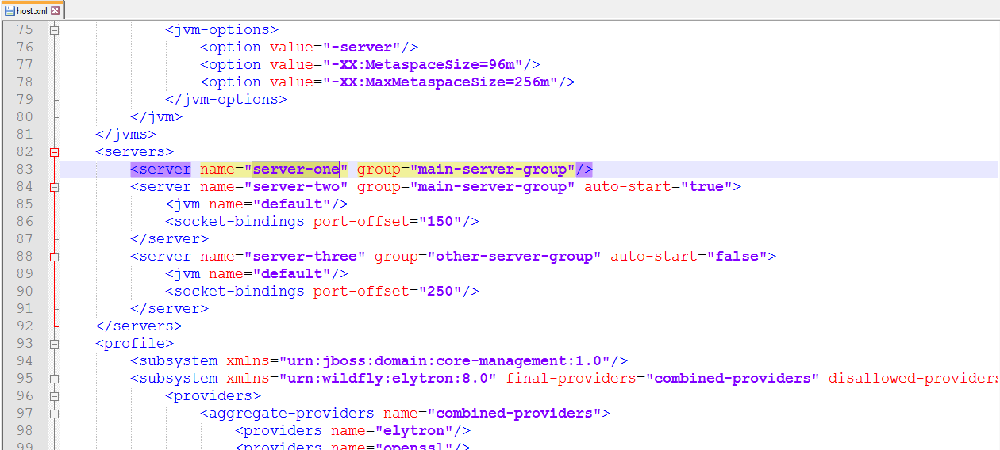 host.xml
75 <jvm-options>
76 <option value="-server"/>
77 <option value="-XX:MetaspaceSize=96m"/>
78 <option value="-XX:MaxMetaspaceSize=256m"/>
79 </jvm-options>
80 </jvm>
81 </jvms>
82 <servers>
83 <server name="server-one" group="main-server-group"/>
84 <server name="server-two" group="main-server-group" auto-start="true">
85 <jvm name="default"/>
86 <socket-bindings port-offset="150"/>
87 </server>
88 <server name="server-three" group="other-server-group" auto-start="false">
89 <jvm name="default"/>
90 <socket-bindings port-offset="250"/>
91 </server>
92 </servers>
93 <profile>
94 <subsystem xmlns="urn:jboss:domain:core-management:1.0"/>
95 <subsystem xmlns="urn:wildfly:elytron:8.0" final-providers="combined-providers" disallowed-providers
96 <providers>
97 <aggregate-providers name="combined-providers">
98 <providers name="elytron"/>
99 <providers name="openssl"/>